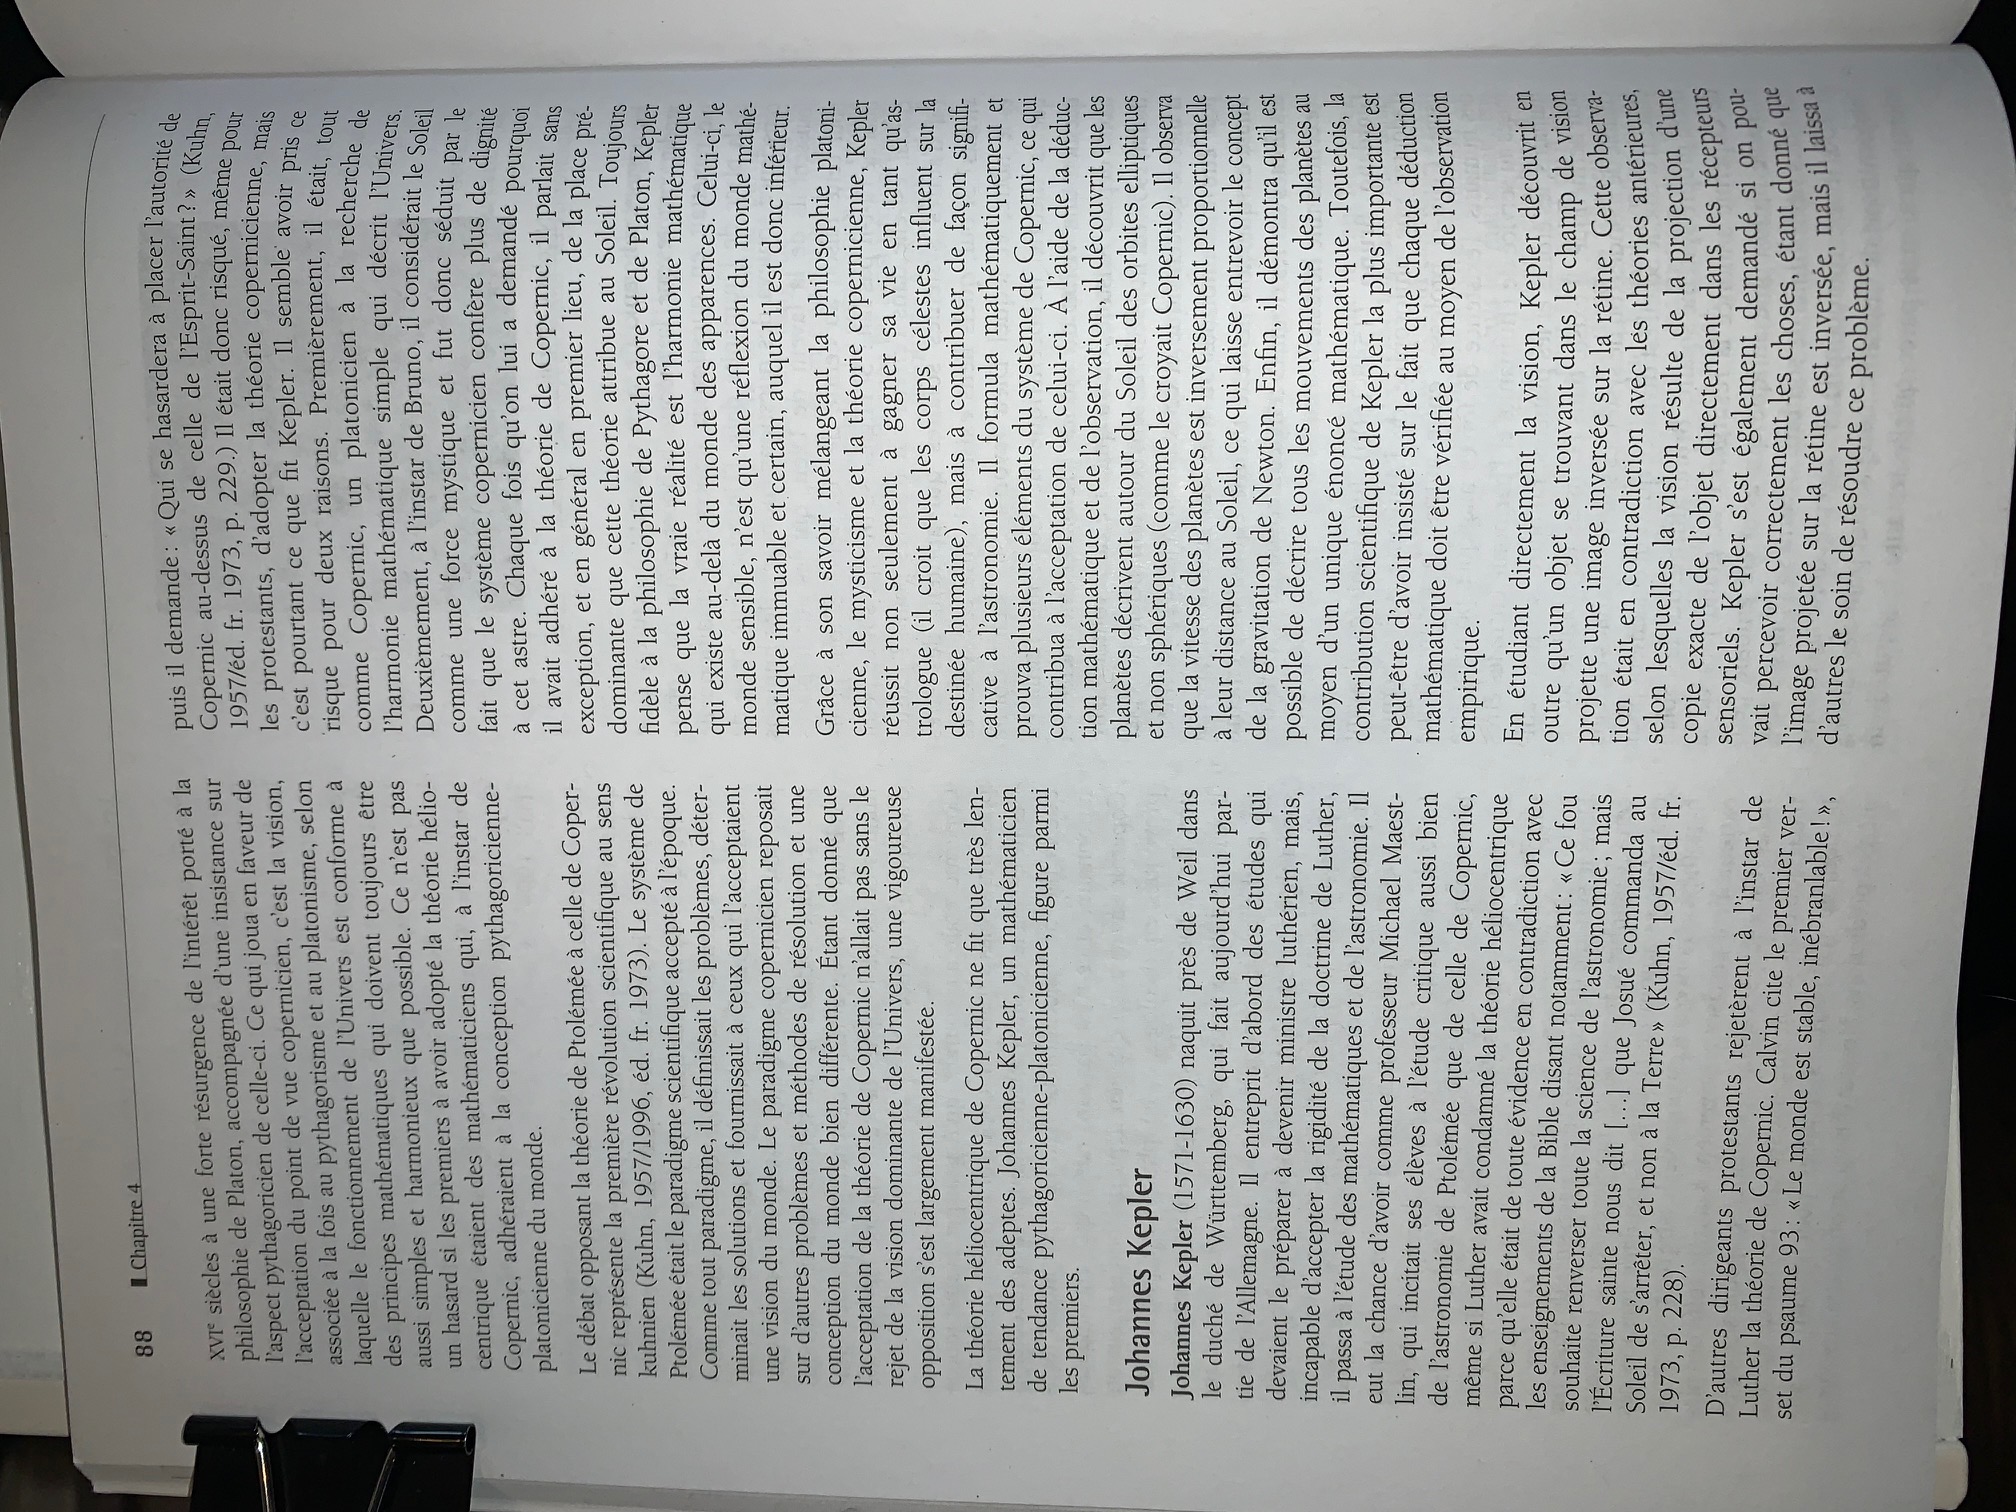 88 Chapitre 4
XVIe siècles à une forte résurgence de l'intérêt porté à la
philosophie de Platon, accompagnée d'une insistance sur
l'aspect pythagoricien de celle-ci. Ce qui joua en faveur de
l'acceptation du point de vue copernicien, c'est la vision,
associée à la fois au pythagorisme et au platonisme, selon
laquelle le fonctionnement de l'Univers est conforme à
des principes mathématiques qui doivent toujours être
aussi simples et harmonieux que possible. Ce n'est pas
un hasard si les premiers à avoir adopté la théorie hélio-
centrique étaient des mathématiciens qui, à l'instar de
Copernic, adhéraient à la conception pythagoricienne-
platonicienne du monde.
Le débat opposant la théorie de Ptolémée à celle de Coper-
nic représente la première révolution scientifique au sens
kuhnien (Kuhn, 1957/1996, éd. fr. 1973). Le système de
Ptolémée était le paradigme scientifique accepté à l'époque.
Comme tout paradigme, il définissait les problèmes, déter-
minait les solutions et fournissait à ceux qui l'acceptaient
une vision du monde. Le paradigme copernicien reposait
sur d'autres problèmes et méthodes de résolution et une
conception du monde bien différente. Étant donné que
l'acceptation de la théorie de Copernic n'allait pas sans le
rejet de la vision dominante de l'Univers, une vigoureuse
opposition s'est largement manifestée.
La théorie héliocentrique de Copernic ne fit que très len-
tement des adeptes. Johannes Kepler, un mathématicien
de tendance pythagoricienne-platonicienne, figure parmi
les premiers.
Johannes Kepler
Johannes Kepler (1571-1630) naquit près de Weil dans
le duché de Württemberg, qui fait aujourd'hui par-
tie de l'Allemagne. Il entreprit d'abord des études qui
devaient le préparer à devenir ministre luthérien, mais,
incapable d'accepter la rigidité de la doctrine de Luther,
il passa à l'étude des mathématiques et de l'astronomie. Il
eut la chance d'avoir comme professeur Michael Maest-
lin, qui incitait ses élèves à l'étude critique aussi bien
de l'astronomie de Ptolémée que de celle de Copernic,
même si Luther avait condamné la théorie héliocentrique
parce qu'elle était de toute évidence en contradiction avec
les enseignements de la Bible disant notamment : « Ce fou
souhaite renverser toute la science de l'astronomie ; mais
l'Écriture sainte nous dit [...] que Josué commanda au
Soleil de s'arrêter, et non à la Terre » (Kuhn, 1957/éd. fr.
1973, p. 228).
D'autres dirigeants protestants rejetèrent à l'instar de
Luther la théorie de Copernic. Calvin cite le premier ver-
set du psaume 93 : « Le monde est stable, inébranlable ! »,
puis il demande : « Qui se hasardera à placer l'autorité de
Copernic au-dessus de celle de l'Esprit-Saint ? » (Kuhn,
1957/éd. fr. 1973, p. 229.) Il était donc risqué, même pour
les protestants, d'adopter la théorie copernicienne, mais
c'est pourtant ce que fit Kepler. Il semble avoir pris ce
risque pour deux raisons. Premièrement, il était, tout
comme Copernic, un platonicien à la recherche de
l'harmonie mathématique simple qui décrit l'Univers.
Deuxièmement, à l'instar de Bruno, il considérait le Soleil
comme une force mystique et fut donc séduit par le
fait que le système copernicien confère plus de dignité
à cet astre. Chaque fois qu'on lui a demandé pourquoi
il avait adhéré à la théorie de Copernic, il parlait sans
exception, et en général en premier lieu, de la place pré-
dominante que cette théorie attribue au Soleil. Toujours
fidèle à la philosophie de Pythagore et de Platon, Kepler
pense que la vraie réalité est l'harmonie mathématique
qui existe au-delà du monde des apparences. Celui-ci, le
monde sensible, n'est qu'une réflexion du monde mathé-
matique immuable et certain, auquel il est donc inférieur.
Grâce à son savoir mélangeant la philosophie platoni-
cienne, le mysticisme et la théorie copernicienne, Kepler
réussit non seulement à gagner sa vie en tant qu'as-
trologue (il croit que les corps célestes influent sur la
destinée humaine), mais à contribuer de façon signifi-
cative à l'astronomie. Il formula mathématiquement et
prouva plusieurs éléments du système de Copernic, ce qui
contribua à l'acceptation de celui-ci. À l'aide de la déduc-
tion mathématique et de l'observation, il découvrit que les
planètes décrivent autour du Soleil des orbites elliptiques
et non sphériques (comme le croyait Copernic). Il observa
que la vitesse des planètes est inversement proportionnelle
à leur distance au Soleil, ce qui laisse entrevoir le concept
de la gravitation de Newton. Enfin, il démontra qu'il est
possible de décrire tous les mouvements des planètes au
moyen d'un unique énoncé mathématique. Toutefois, la
contribution scientifique de Kepler la plus importante est
peut-être d'avoir insisté sur le fait que chaque déduction
mathématique doit être vérifiée au moyen de l'observation
empirique.
En étudiant directement la vision, Kepler découvrit en
outre qu'un objet se trouvant dans le champ de vision
projette une image inversée sur la rétine. Cette observa-
tion était en contradiction avec les théories antérieures,
selon lesquelles la vision résulte de la projection d'une
copie exacte de l'objet directement dans les récepteurs
sensoriels. Kepler s'est également demandé si on pou-
vait percevoir correctement les choses, étant donné que
l'image projetée sur la rétine est inversée, mais il laissa à
d'autres le soin de résoudre ce problème.